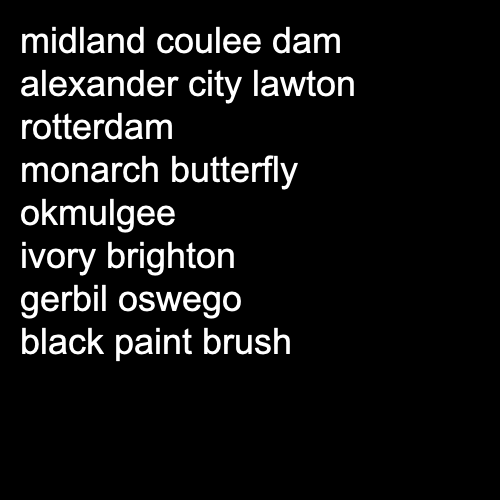 midland coulee dam
alexander city lawton
rotterdam
monarch butterfly
okmulgee
ivory brighton
gerbil oswego
black paint brush